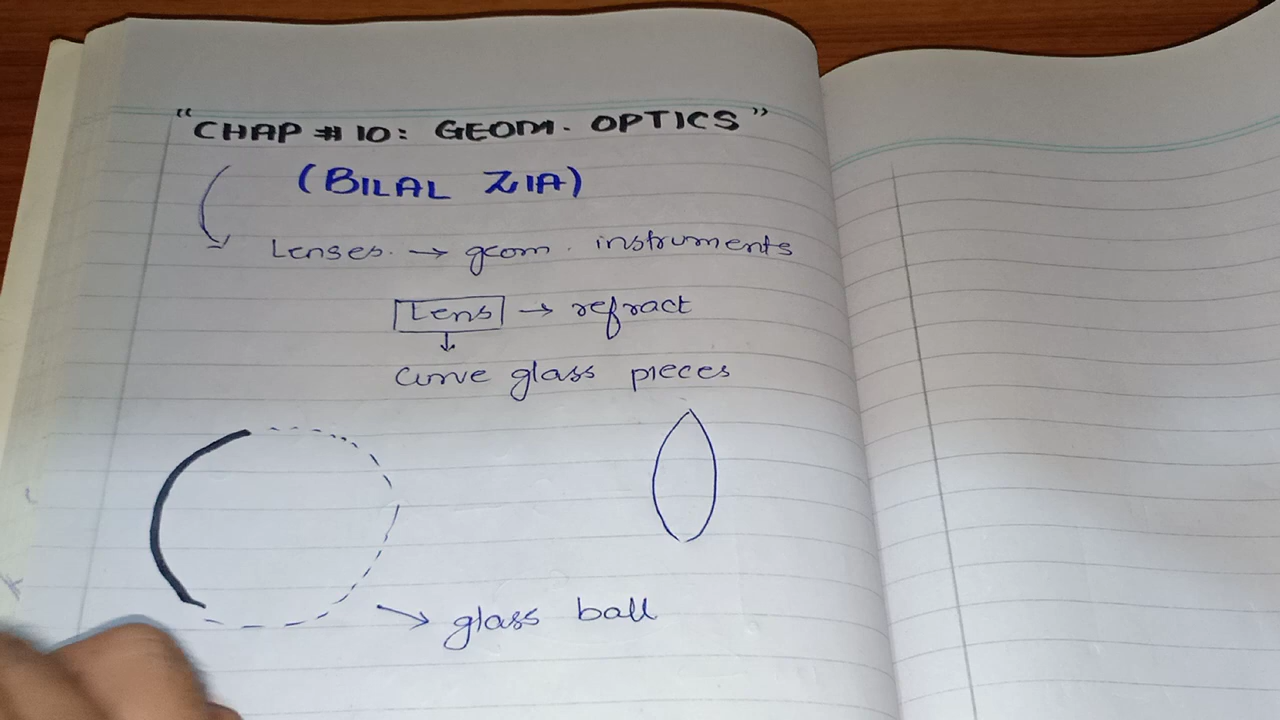 "CHAP # 10: GEOM. OPTICS"
(BILAL ZIA)
Lenses. → geom. instruments
Lens → refract
↓
Curve glass pieces
→ glass ball